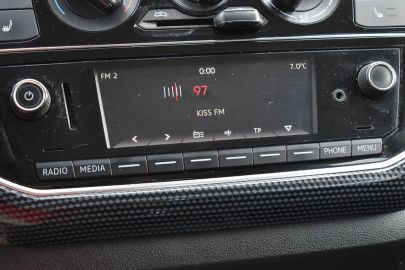 FM 2 0:00 7.0°C
97
KISS FM
TP
RADIO MEDIA PHONE MENU